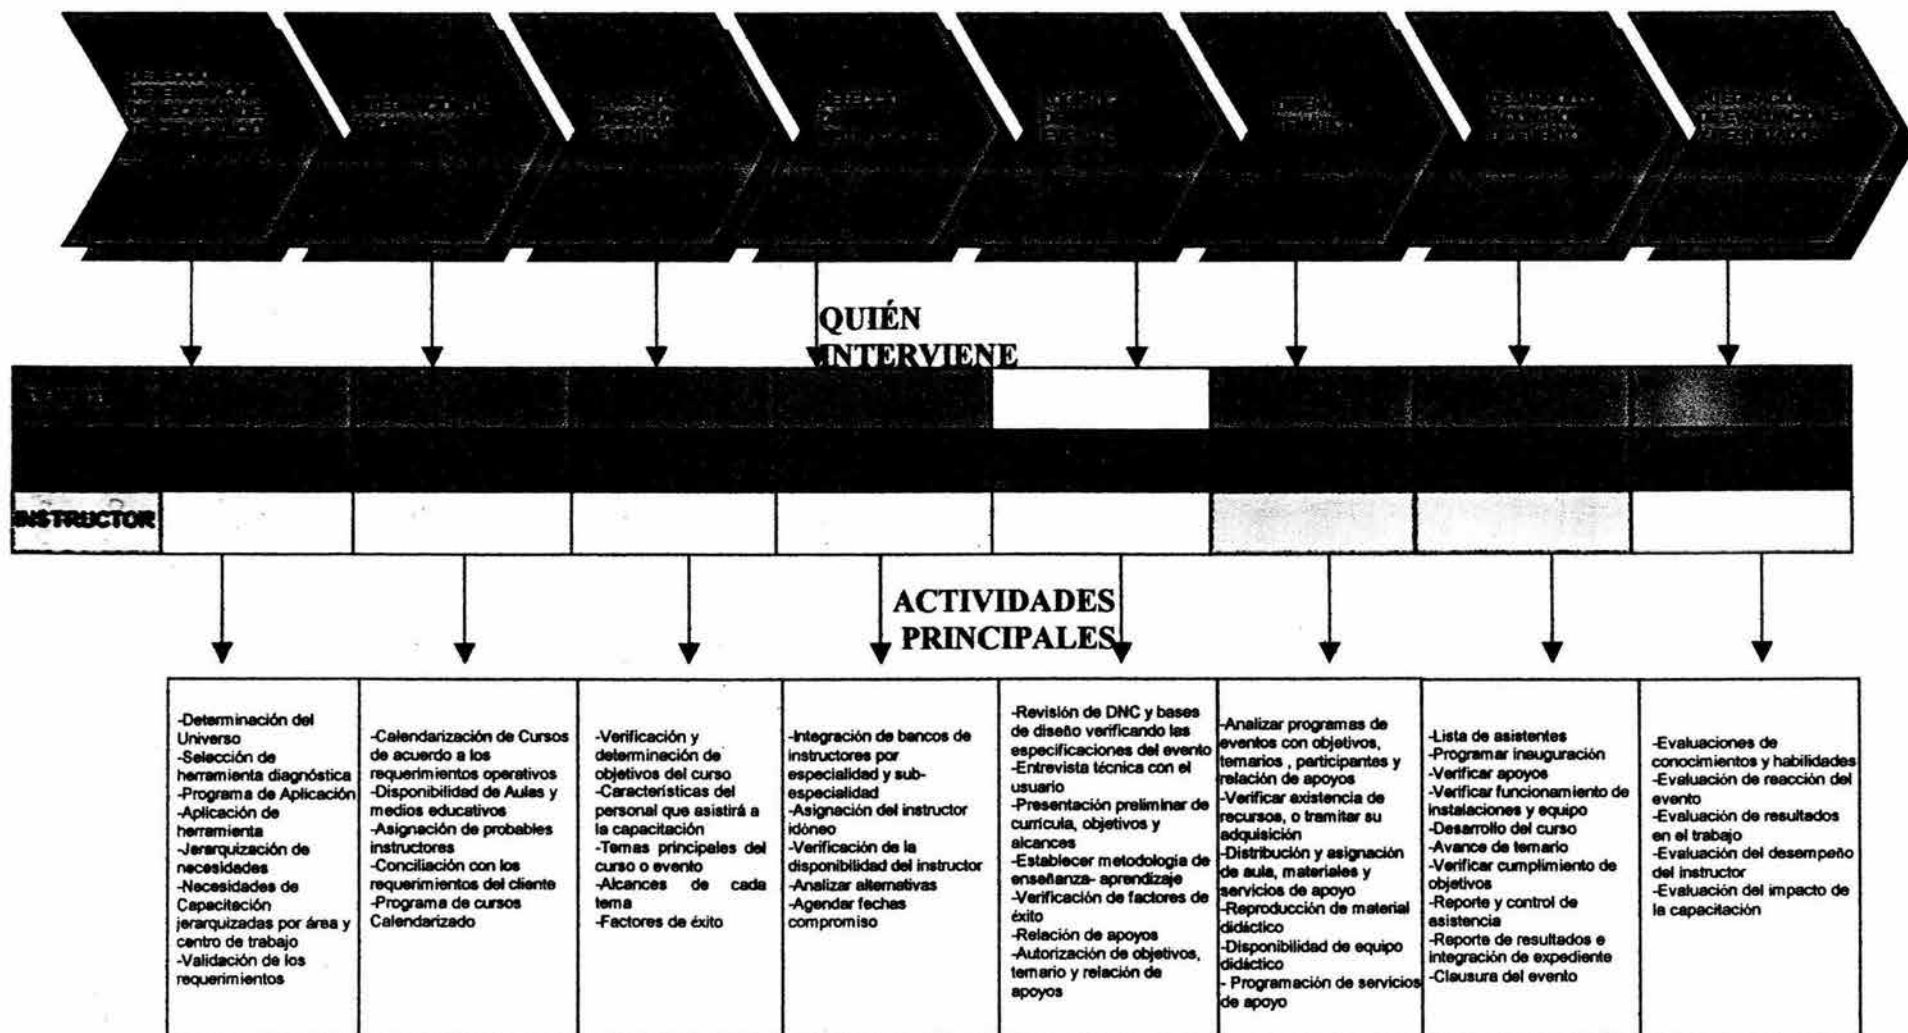 QUIÉN
INTERVIENE
INSTRUCTOR
ACTIVIDADES
PRINCIPALES
-Determinación del
Universo
-Selección de
herramienta diagnóstica
-Programa de Aplicación
-Aplicación de
herramienta
-Jerarquización de
necesidades
-Necesidades de
Capacitación
jerarquizadas por área y
centro de trabajo
-Validación de los
requerimientos
-Calendarización de Cursos
de acuerdo a los
requerimientos operativos
-Disponibilidad de Aulas y
medios educativos
-Asignación de probables
instructores
-Conciliación con los
requerimientos del cliente
-Programa de cursos
Calendarizado
-Verificación y
determinación de
objetivos del curso
-Características del
personal que asistirá a
la capacitación
-Temas principales del
curso o evento
-Alcances de cada
tema
-Factores de éxito
-Integración de bancos de
instructores por
especialidad y sub-
especialidad
-Asignación del instructor
idóneo
-Verificación de la
disponibilidad del instructor
-Analizar alternativas
-Agendar fechas
compromiso
-Revisión de DNC y bases
de diseño verificando las
especificaciones del evento
-Entrevista técnica con el
usuario
-Presentación preliminar de
currícula, objetivos y
alcances
-Establecer metodología de
enseñanza- aprendizaje
-Verificación de factores de
éxito
-Relación de apoyos
-Autorización de objetivos,
temario y relación de
apoyos
-Analizar programas de
eventos con objetivos,
temarios , participantes y
relación de apoyos
-Verificar existencia de
recursos, o tramitar su
adquisición
-Distribución y asignación
de aula, materiales y
servicios de apoyo
-Reproducción de material
didáctico
-Disponibilidad de equipo
didáctico
- Programación de servicios
de apoyo
-Lista de asistentes
-Programar inauguración
-Verificar apoyos
-Verificar funcionamiento de
instalaciones y equipo
-Desarrollo del curso
-Avance de temario
-Verificar cumplimiento de
objetivos
-Reporte y control de
asistencia
-Reporte de resultados e
integración de expediente
-Clausura del evento
-Evaluaciones de
conocimientos y habilidades
-Evaluación de reacción del
evento
-Evaluación de resultados
en el trabajo
-Evaluación del desempeño
del instructor
-Evaluación del impacto de
la capacitación